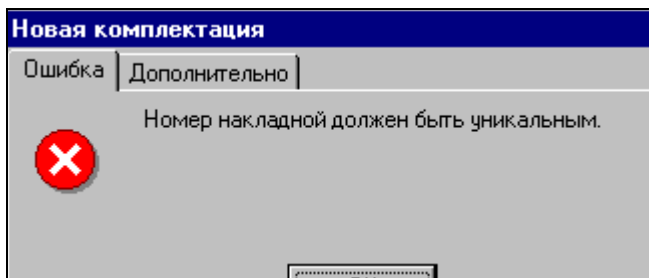 Новая комплектация
Ошибка
Дополнительно
Номер накладной должен быть уникальным.